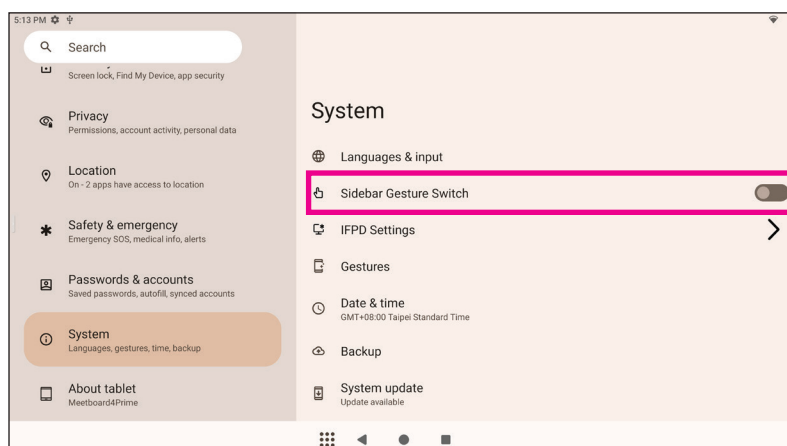 5:13 PM
Search
Screen lock, Find My Device, app security
Privacy
Permissions, account activity, personal data
Location
On - 2 apps have access to location
Safety & emergency
Emergency SOS, medical info, alerts
Passwords & accounts
Saved passwords, autofill, synced accounts
System
Languages, gestures, time, backup
About tablet
Meetboard4Prime
System
Languages & input
Sidebar Gesture Switch
IFPD Settings
Gestures
Date & time
GMT+08:00 Taipei Standard Time
Backup
System update
Update available